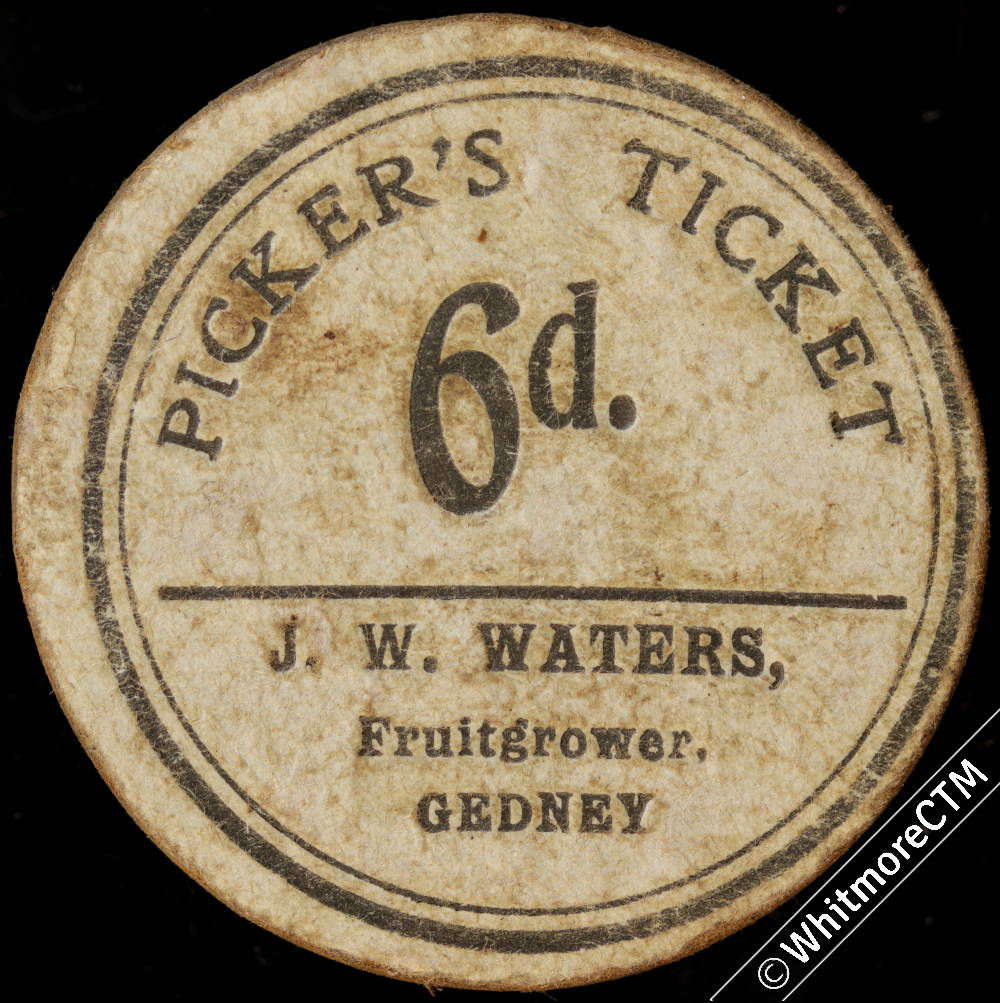 PICKER'S TICKET
6d.
J. W. WATERS,
Fruitgrower,
GEDNEY
© WhitmoreCTM